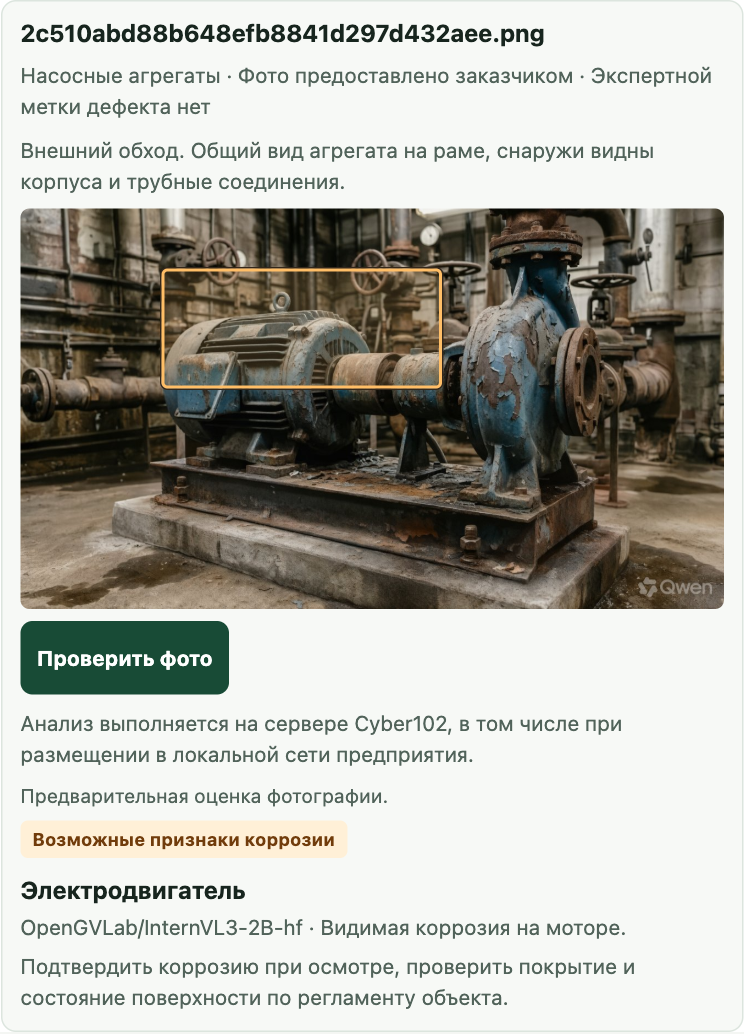 2c510abd88b648efb8841d297d432aee.png
Насосные агрегаты · Фото предоставлено заказчиком · Экспертной
метки дефекта нет
Внешний обход. Общий вид агрегата на раме, снаружи видны
корпуса и трубные соединения.
Qwen
Проверить фото
Анализ выполняется на сервере Cyber102, в том числе при
размещении в локальной сети предприятия.
Предварительная оценка фотографии.
Возможные признаки коррозии
Электродвигатель
OpenGVLab/InternVL3-2B-hf · Видимая коррозия на моторе.
Подтвердить коррозию при осмотре, проверить покрытие и
состояние поверхности по регламенту объекта.